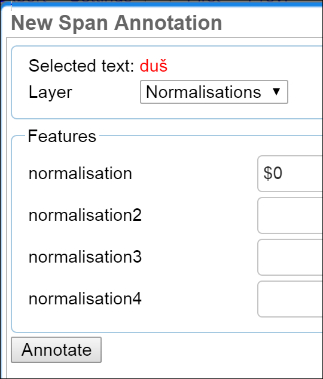 New Span Annotation
Selected text: duš
Layer Normalisations
Features
normalisation $0
normalisation2
normalisation3
normalisation4
Annotate